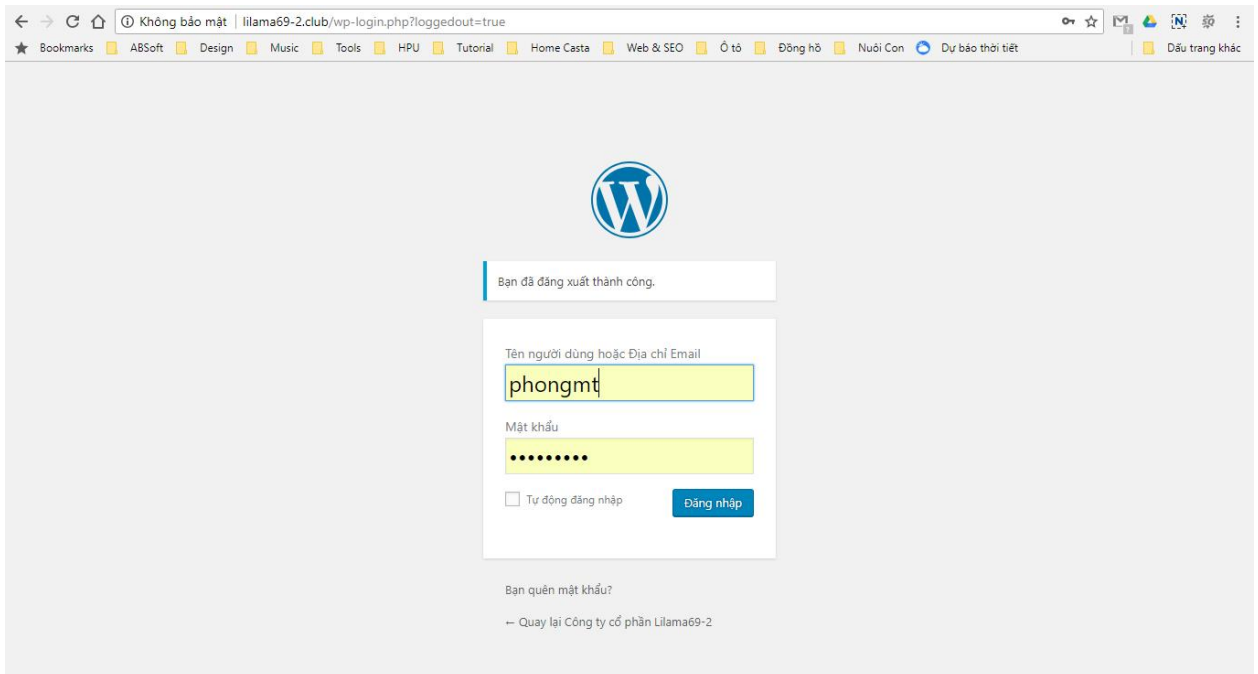 Không bảo mật lilama69-2.club/wp-login.php?loggedout=true
Bookmarks ABSoft Design Music Tools HPU Tutorial Home Casta Web & SEO Ô tô Đồng hồ Nuôi Con Dự báo thời tiết Dấu trang khác
Bạn đã đăng xuất thành công.
Tên người dùng hoặc Địa chỉ Email
phongmt
Mật khẩu
•••••••••
Tự động đăng nhập Đăng nhập
Bạn quên mật khẩu?
← Quay lại Công ty cổ phần Lilama69-2